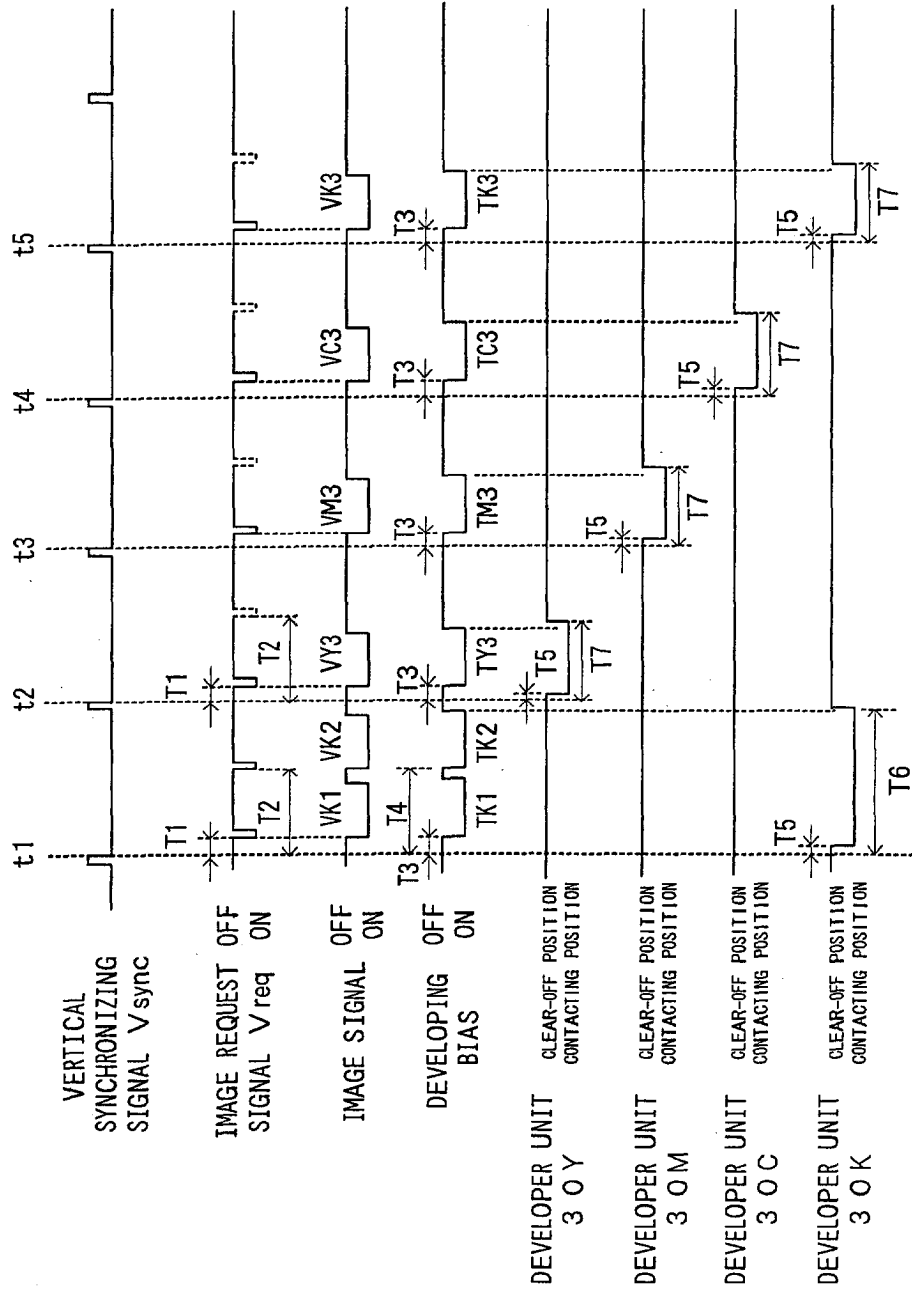 t1
t2
t3
t4
t5
VERTICAL
SYNCHRONIZING
SIGNAL Vsync
IMAGE REQUEST OFF
SIGNAL Vreq ON
T1
T2
T1
T2
IMAGE SIGNAL OFF
ON
VK1
VK2
VY3
VM3
VC3
VK3
DEVELOPING OFF
BIAS ON
T3
T4
T3
T3
T3
T3
TK1
TK2
TY3
TM3
TC3
TK3
DEVELOPER UNIT
30Y
CLEAR-OFF POSITION
CONTACTING POSITION
T5
T7
DEVELOPER UNIT
30M
CLEAR-OFF POSITION
CONTACTING POSITION
T5
T7
DEVELOPER UNIT
30C
CLEAR-OFF POSITION
CONTACTING POSITION
T5
T7
DEVELOPER UNIT
30K
CLEAR-OFF POSITION
CONTACTING POSITION
T5
T6
T5
T7